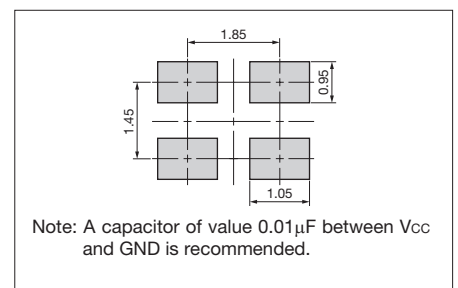 1.85
0.95
1.45
1.05
Note: A capacitor of value 0.01µF between Vcc
and GND is recommended.